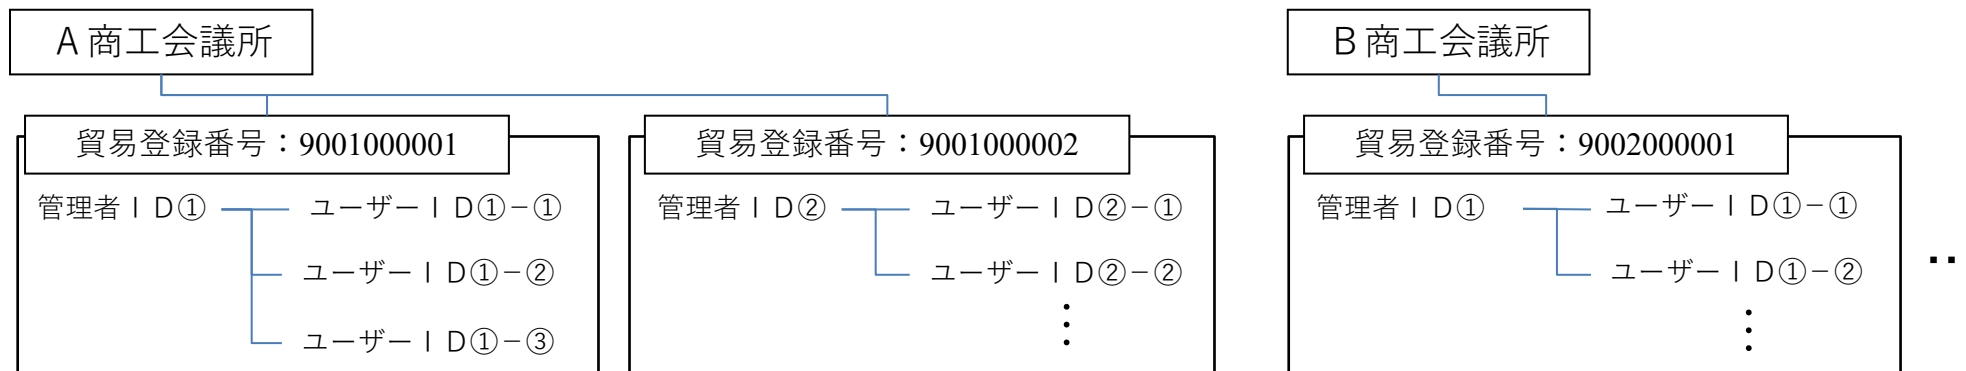 A商工会議所
貿易登録番号：9001000001
管理者ＩＤ①
ユーザーＩＤ①－①
ユーザーＩＤ①－②
ユーザーＩＤ①－③
貿易登録番号：9001000002
管理者ＩＤ②
ユーザーＩＤ②－①
ユーザーＩＤ②－②
⋮
B商工会議所
貿易登録番号：9002000001
管理者ＩＤ①
ユーザーＩＤ①－①
ユーザーＩＤ①－②
⋮
‥